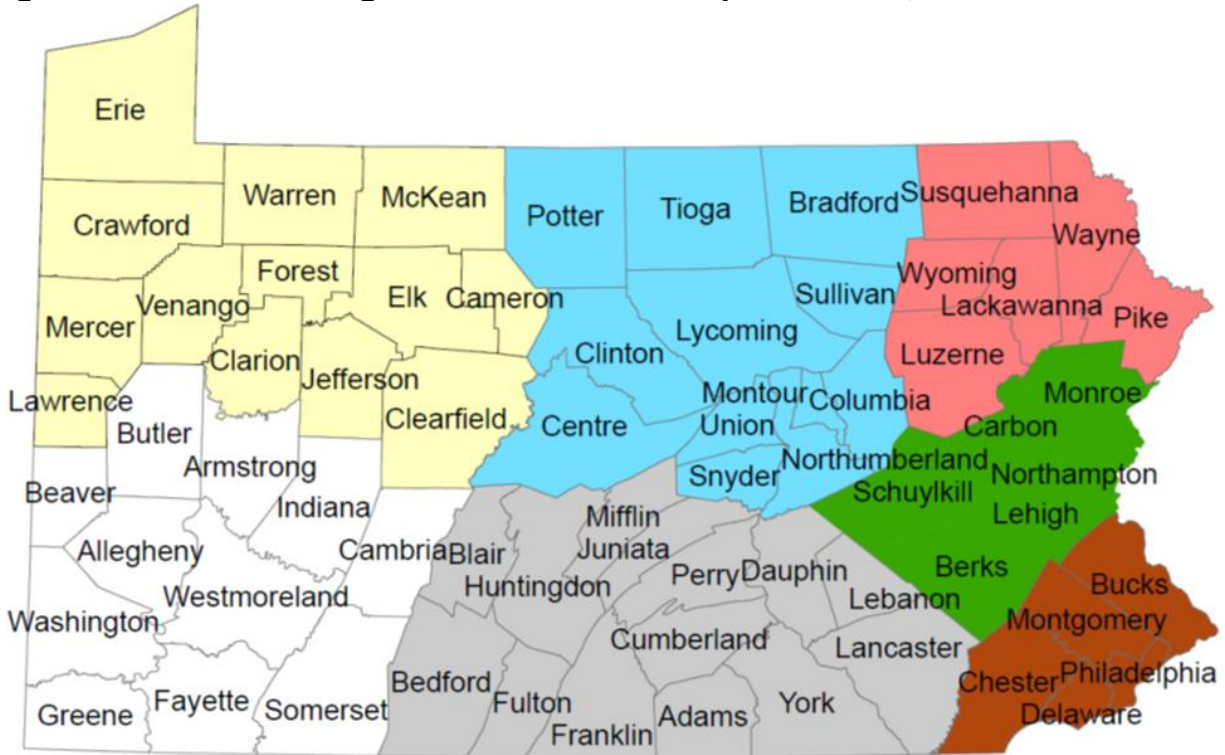 Erie
Warren
McKean
Crawford
Forest
Venango
Elk
Cameron
Mercer
Clarion
Jefferson
Clearfield
Lawrence
Potter
Tioga
Bradford
Sullivan
Lycoming
Clinton
Centre
Montour
Columbia
Union
Snyder
Northumberland
Susquehanna
Wayne
Wyoming
Lackawanna
Pike
Luzerne
Monroe
Carbon
Northampton
Schuylkill
Lehigh
Berks
Butler
Armstrong
Beaver
Indiana
Allegheny
Cambria
Westmoreland
Washington
Greene
Fayette
Somerset
Mifflin
Blair
Juniata
Huntingdon
Perry
Dauphin
Lebanon
Cumberland
Lancaster
Bedford
Fulton
Franklin
Adams
York
Bucks
Montgomery
Chester
Philadelphia
Delaware